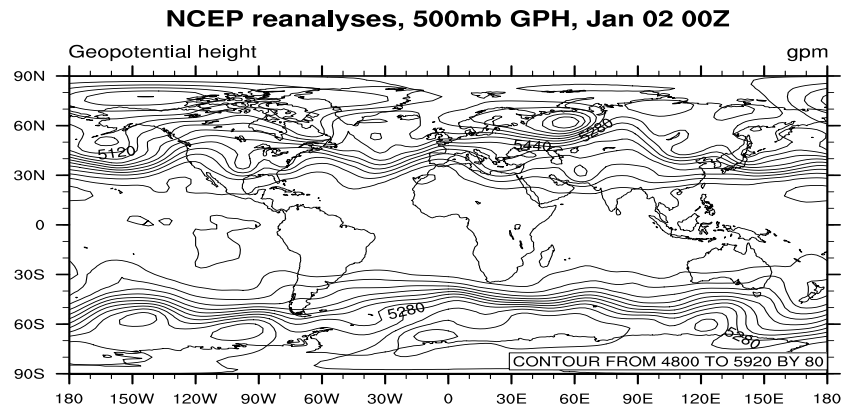 NCEP reanalyses, 500mb GPH, Jan 02 00Z
Geopotential height gpm
90N
60N
30N
0
30S
60S
90S
5120
5440
5280
5280
5280
CONTOUR FROM 4800 TO 5920 BY 80
180 150W 120W 90W 60W 30W 0 30E 60E 90E 120E 150E 180